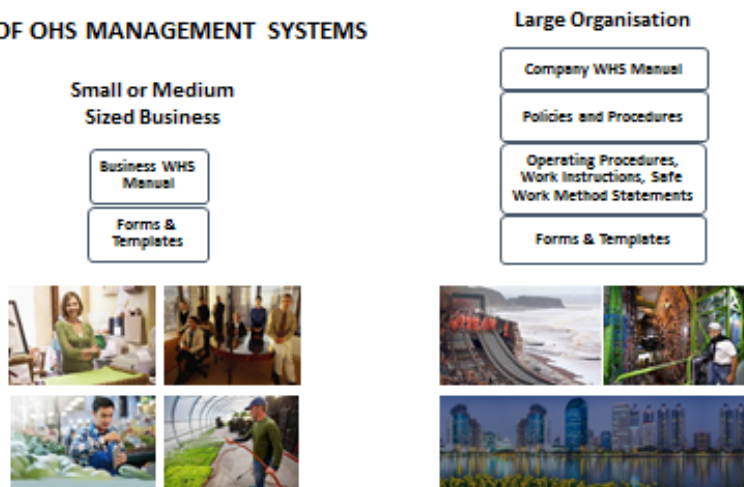 OF OHS MANAGEMENT SYSTEMS
Small or Medium
Sized Business
Business WHS
Manual
Forms &
Templates
Large Organisation
Company WHS Manual
Policies and Procedures
Operating Procedures,
Work Instructions, Safe
Work Method Statements
Forms & Templates